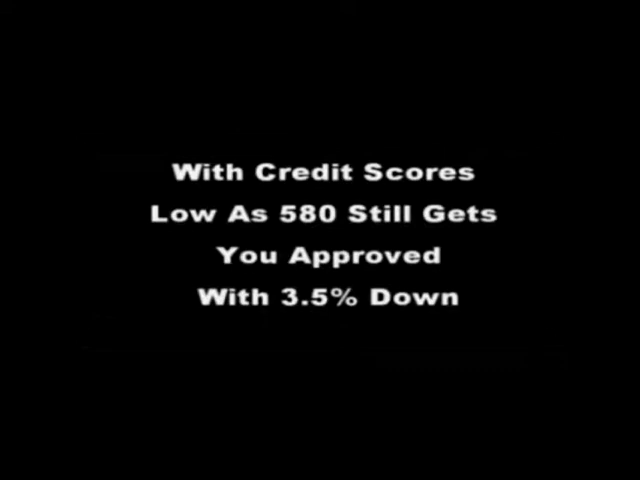 With Credit Scores
Low As 580 Still Gets
You Approved
With 3.5% Down